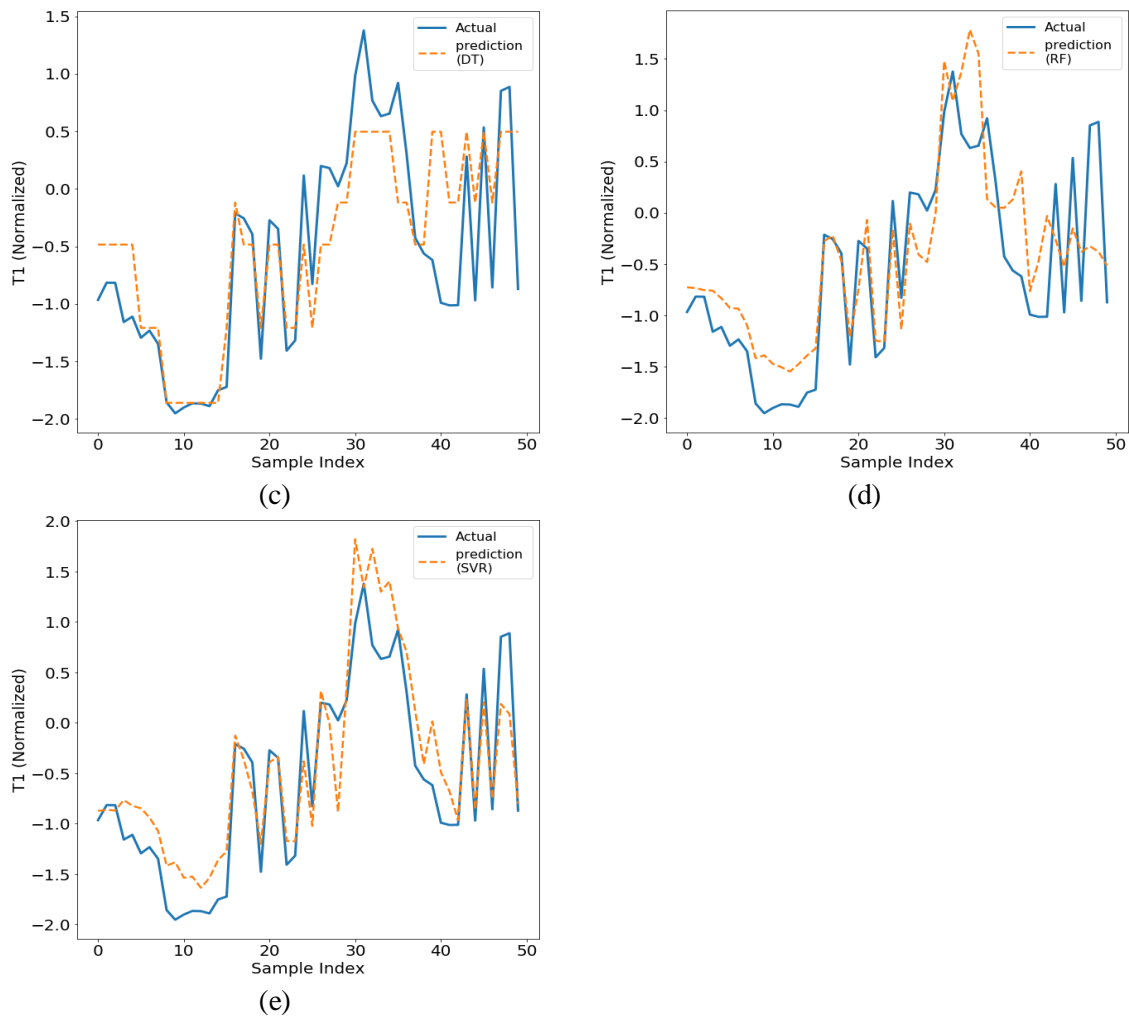 Actual
prediction
(DT)
T1 (Normalized)
1.5
1.0
0.5
0.0
−0.5
−1.0
−1.5
−2.0
0 10 20 30 40 50
Sample Index
(c)
Actual
prediction
(RF)
T1 (Normalized)
1.5
1.0
0.5
0.0
−0.5
−1.0
−1.5
−2.0
0 10 20 30 40 50
Sample Index
(d)
Actual
prediction
(SVR)
T1 (Normalized)
2.0
1.5
1.0
0.5
0.0
−0.5
−1.0
−1.5
−2.0
0 10 20 30 40 50
Sample Index
(e)